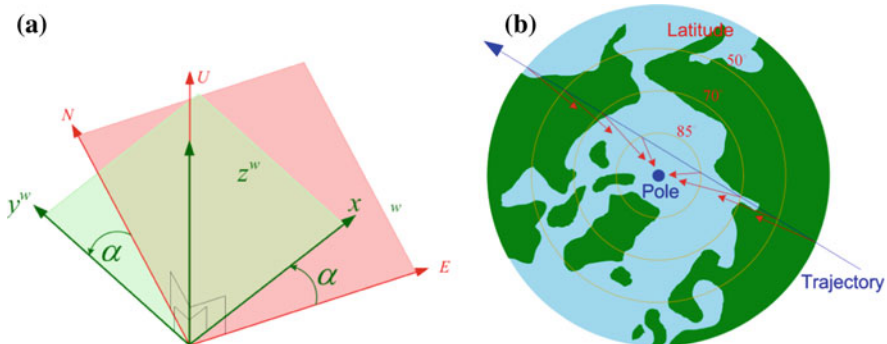 (a)
U
N
z^w
y^w
x
w
α
α
E
(b)
Latitude
50°
70°
85
Pole
Trajectory